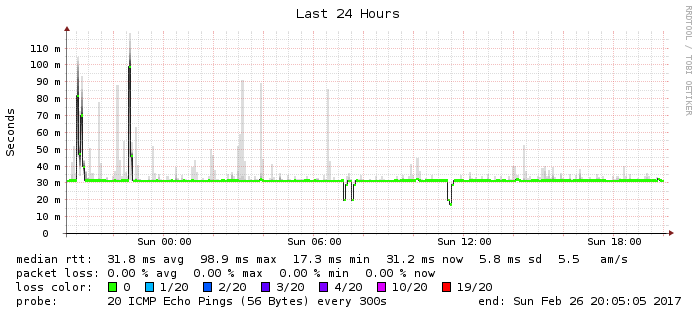 Last 24 Hours
RRDTOOL / TOBI OETIKER
Seconds
110 m
100 m
90 m
80 m
70 m
60 m
50 m
40 m
30 m
20 m
10 m
0
Sun 00:00 Sun 06:00 Sun 12:00 Sun 18:00
median rtt: 31.8 ms avg 98.9 ms max 17.3 ms min 31.2 ms now 5.8 ms sd 5.5 am/s
packet loss: 0.00 % avg 0.00 % max 0.00 % min 0.00 % now
loss color: 0 1/20 2/20 3/20 4/20 10/20 19/20
probe: 20 ICMP Echo Pings (56 Bytes) every 300s end: Sun Feb 26 20:05:05 2017